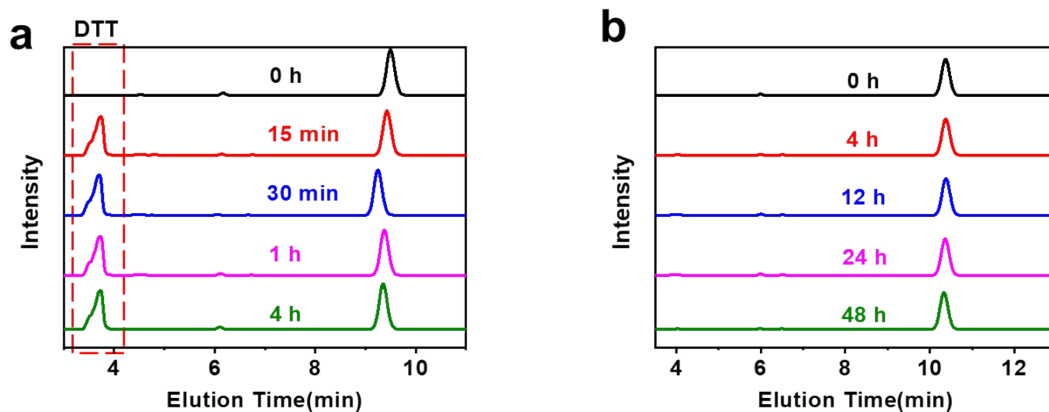 a
DTT
0 h
15 min
30 min
1 h
4 h
Intensity
4 6 8 10
Elution Time(min)
b
0 h
4 h
12 h
24 h
48 h
Intensity
4 6 8 10 12
Elution Time(min)